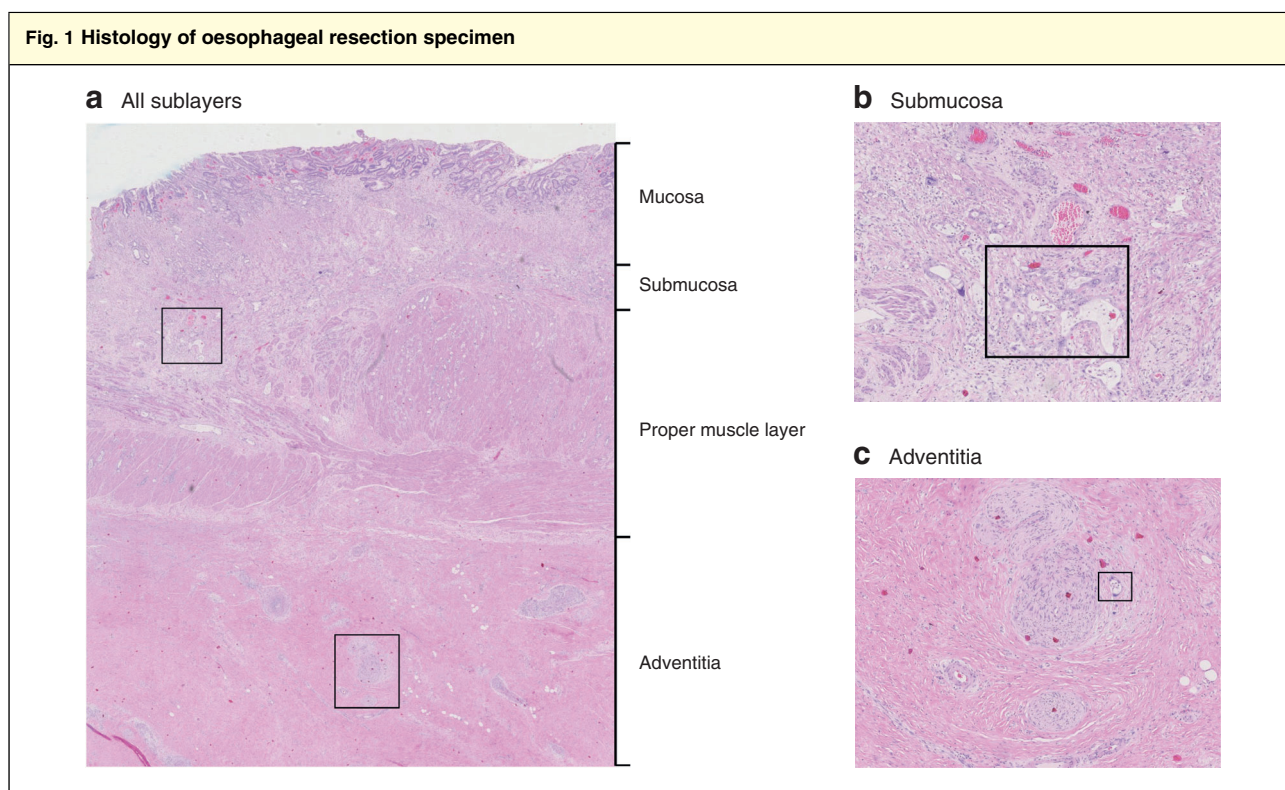 Fig. 1 Histology of oesophageal resection specimen
a All sublayers
Mucosa
Submucosa
Proper muscle layer
Adventitia
b Submucosa
c Adventitia